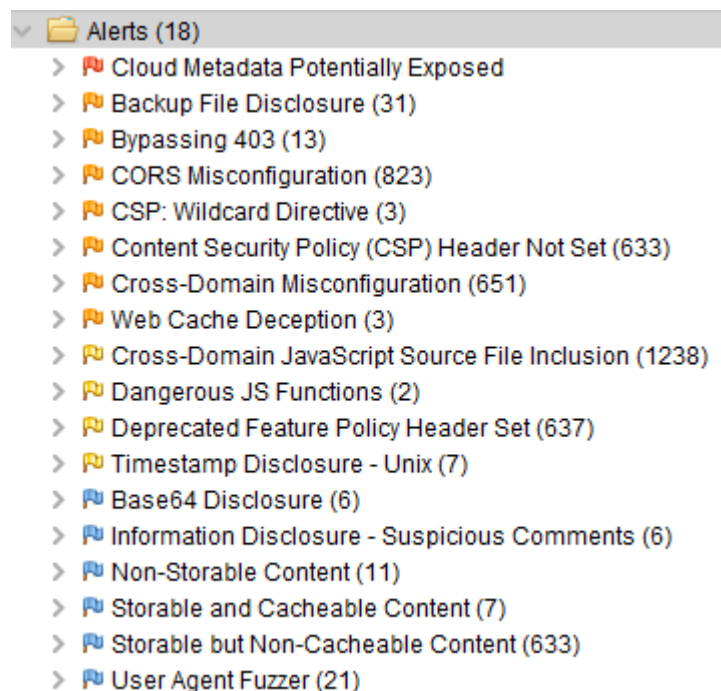 Alerts (18)
Cloud Metadata Potentially Exposed
Backup File Disclosure (31)
Bypassing 403 (13)
CORS Misconfiguration (823)
CSP: Wildcard Directive (3)
Content Security Policy (CSP) Header Not Set (633)
Cross-Domain Misconfiguration (651)
Web Cache Deception (3)
Cross-Domain JavaScript Source File Inclusion (1238)
Dangerous JS Functions (2)
Deprecated Feature Policy Header Set (637)
Timestamp Disclosure - Unix (7)
Base64 Disclosure (6)
Information Disclosure - Suspicious Comments (6)
Non-Storable Content (11)
Storable and Cacheable Content (7)
Storable but Non-Cacheable Content (633)
User Agent Fuzzer (21)